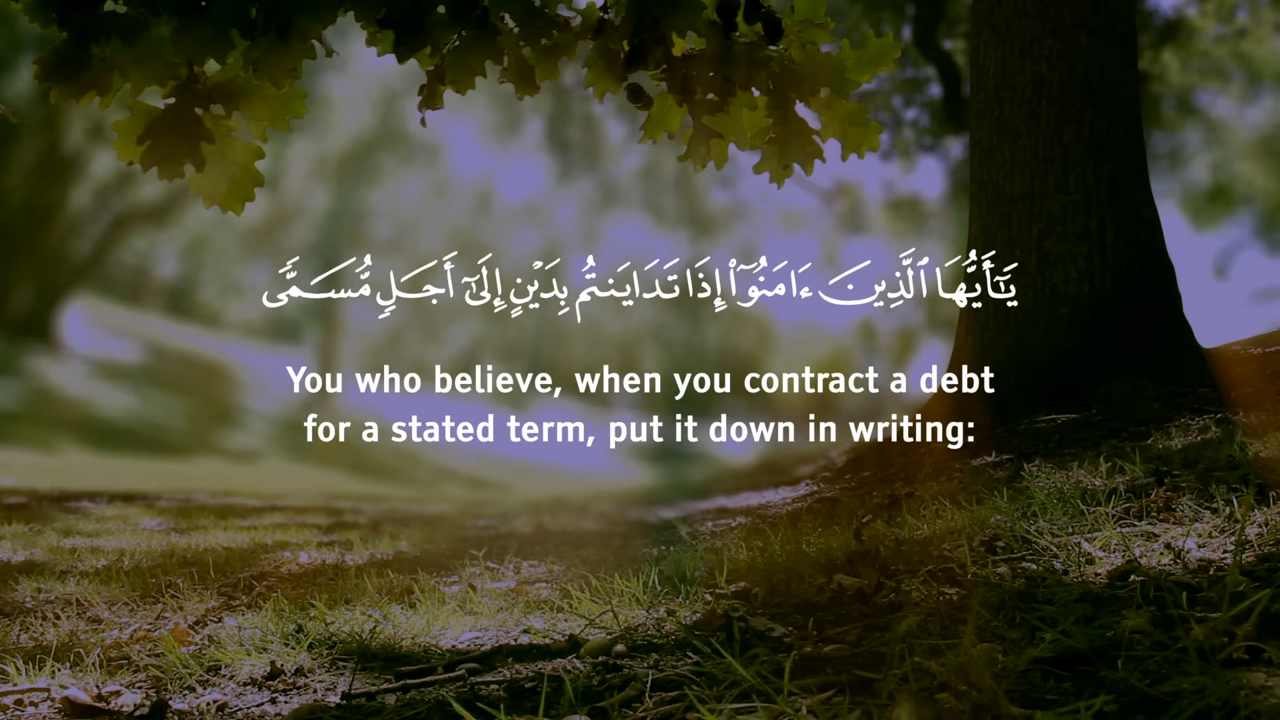 يَـٰٓأَيُّهَا ٱلَّذِينَ ءَامَنُوٓا۟ إِذَا تَدَايَنتُم بِدَيْنٍ إِلَىٰٓ أَجَلٍ مُّسَمًّى
You who believe, when you contract a debt
for a stated term, put it down in writing: